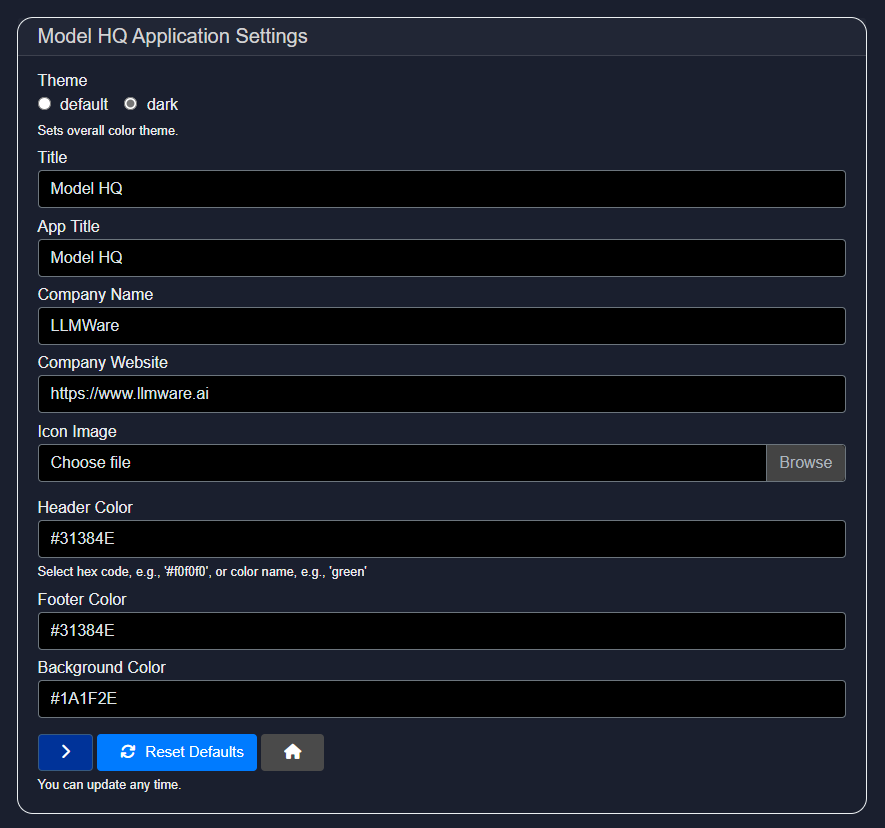 Model HQ Application Settings
Theme
default dark
Sets overall color theme.
Title
Model HQ
App Title
Model HQ
Company Name
LLMWare
Company Website
https://www.llmware.ai
Icon Image
Choose file Browse
Header Color
#31384E
Select hex code, e.g., '#f0f0f0', or color name, e.g., 'green'
Footer Color
#31384E
Background Color
#1A1F2E
Reset Defaults
You can update any time.